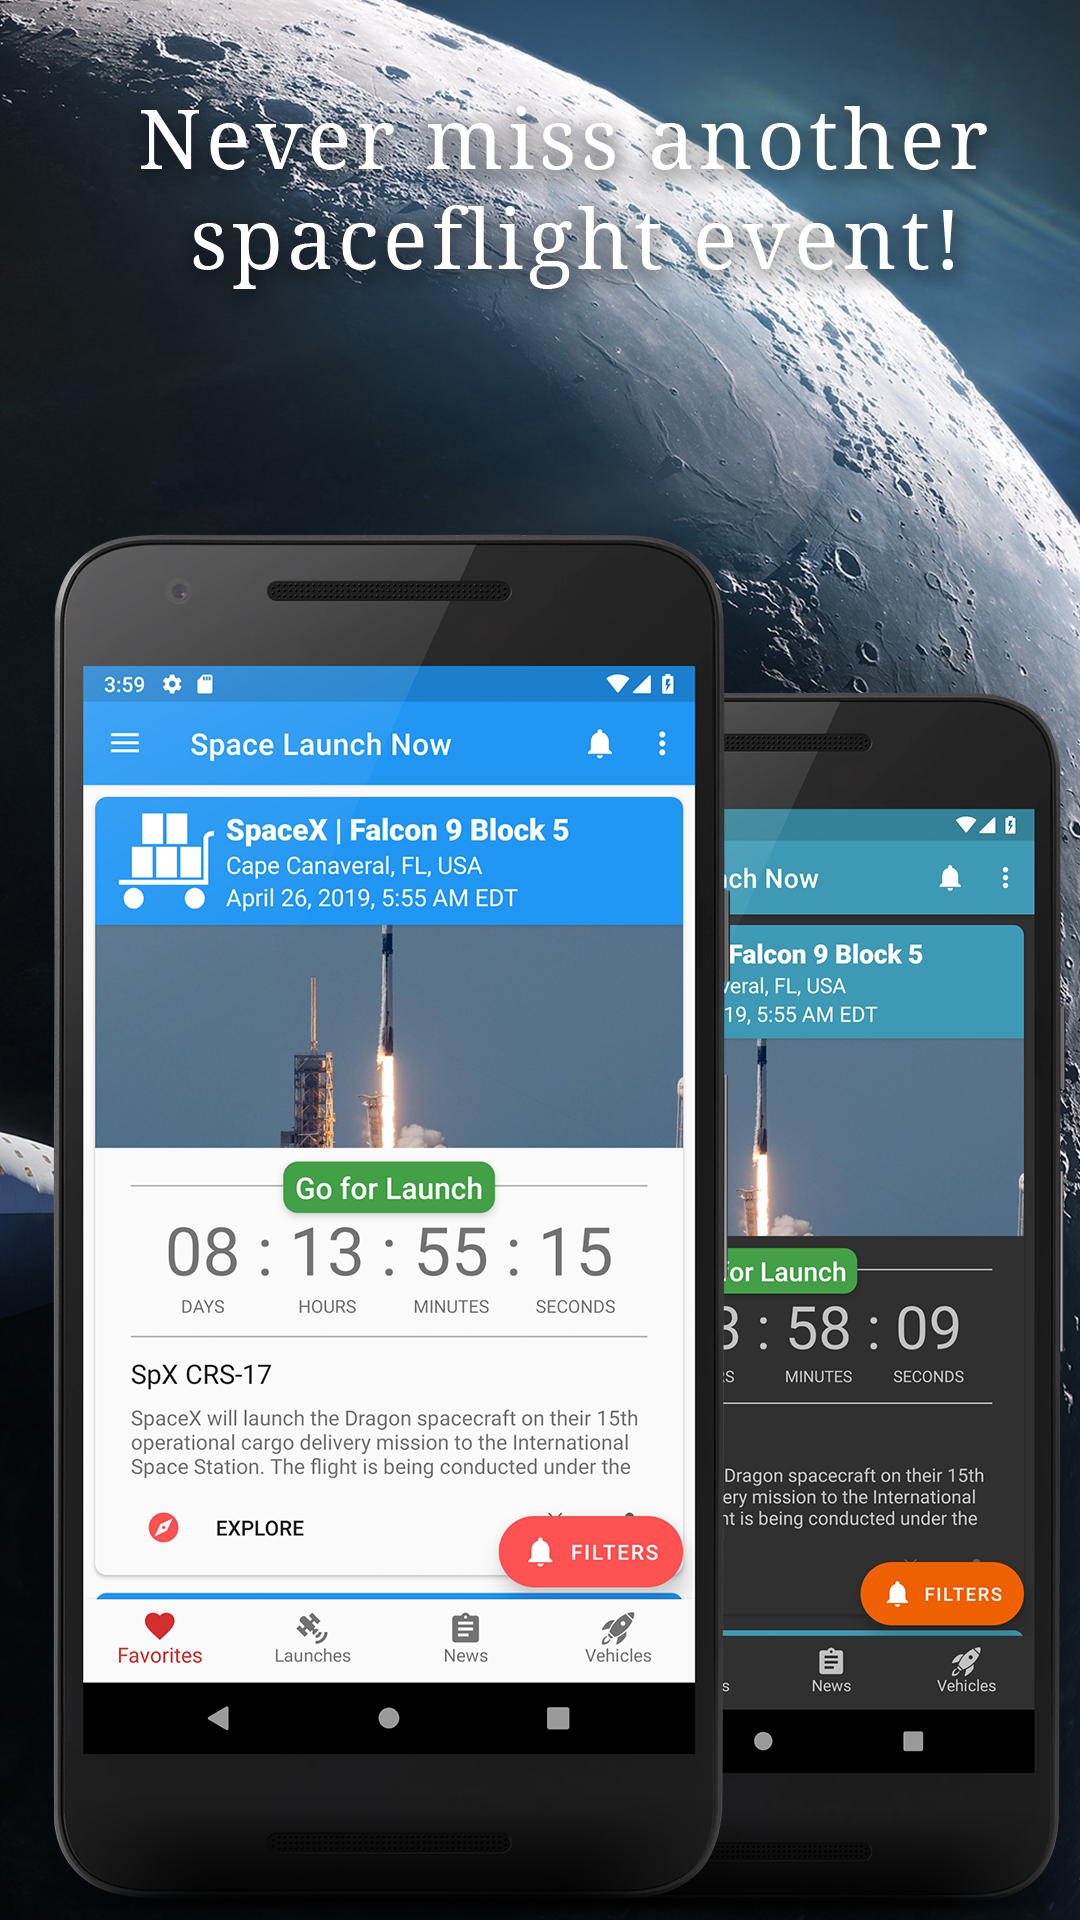 Never miss another
spaceflight event!
3:59
Space Launch Now
SpaceX | Falcon 9 Block 5
Cape Canaveral, FL, USA
April 26, 2019, 5:55 AM EDT
Go for Launch
08 : 13 : 55 : 15
DAYS HOURS MINUTES SECONDS
SpX CRS-17
SpaceX will launch the Dragon spacecraft on their 15th
operational cargo delivery mission to the International
Space Station. The flight is being conducted under the
EXPLORE
FILTERS
Favorites Launches News Vehicles
Now
Falcon 9 Block 5
FL, USA
19, 5:55 AM EDT
for Launch
3 : 58 : 09
MINUTES SECONDS
Dragon spacecraft on their 15th
ery mission to the International
is being conducted under the
FILTERS
News Vehicles